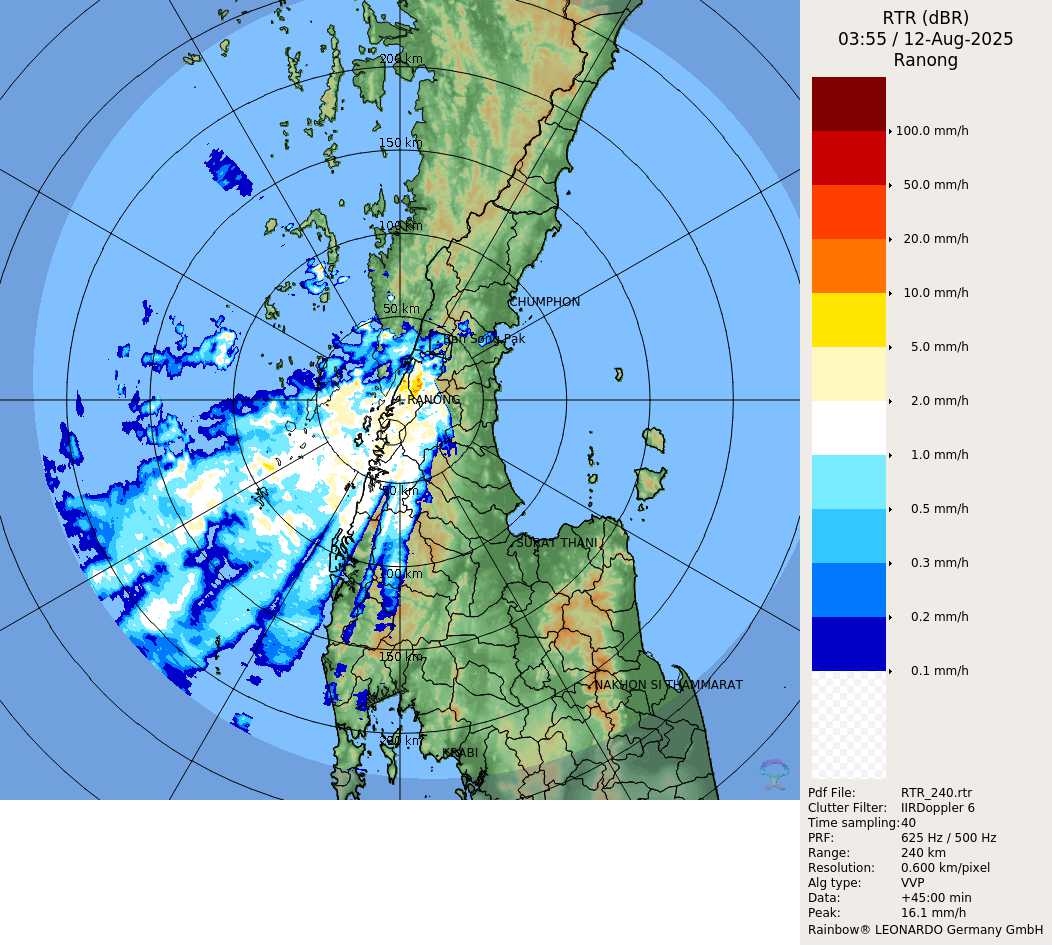 RTR (dBR)
03:55 / 12-Aug-2025
Ranong
200 km
150 km
100 km
50 km
CHUMPHON
Ban Song Pak
RANONG
50 km
SURAT THANI
100 km
150 km
NAKHON SI THAMMARAT
200 km
KRABI
100.0 mm/h
50.0 mm/h
20.0 mm/h
10.0 mm/h
5.0 mm/h
2.0 mm/h
1.0 mm/h
0.5 mm/h
0.3 mm/h
0.2 mm/h
0.1 mm/h
Pdf File: RTR_240.rtr
Clutter Filter: IIRDoppler 6
Time sampling:40
PRF: 625 Hz / 500 Hz
Range: 240 km
Resolution: 0.600 km/pixel
Alg type: VVP
Data: +45:00 min
Peak: 16.1 mm/h
Rainbow® LEONARDO Germany GmbH